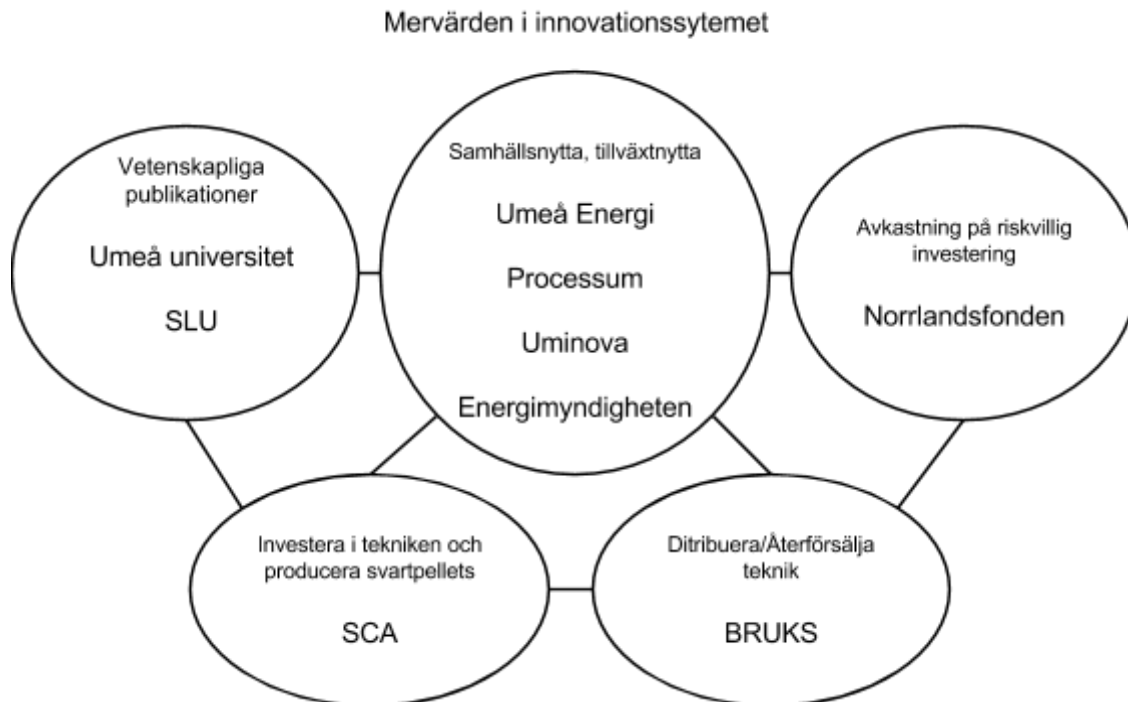 Mervärden i innovationssytemet
Vetenskapliga
publikationer
Umeå universitet
SLU
Samhällsnytta, tillväxtnytta
Umeå Energi
Processum
Uminova
Energimyndigheten
Avkastning på riskvillig
investering
Norrlandsfonden
Investera i tekniken och
producera svartpellets
SCA
Ditribuera/Återförsälja
teknik
BRUKS